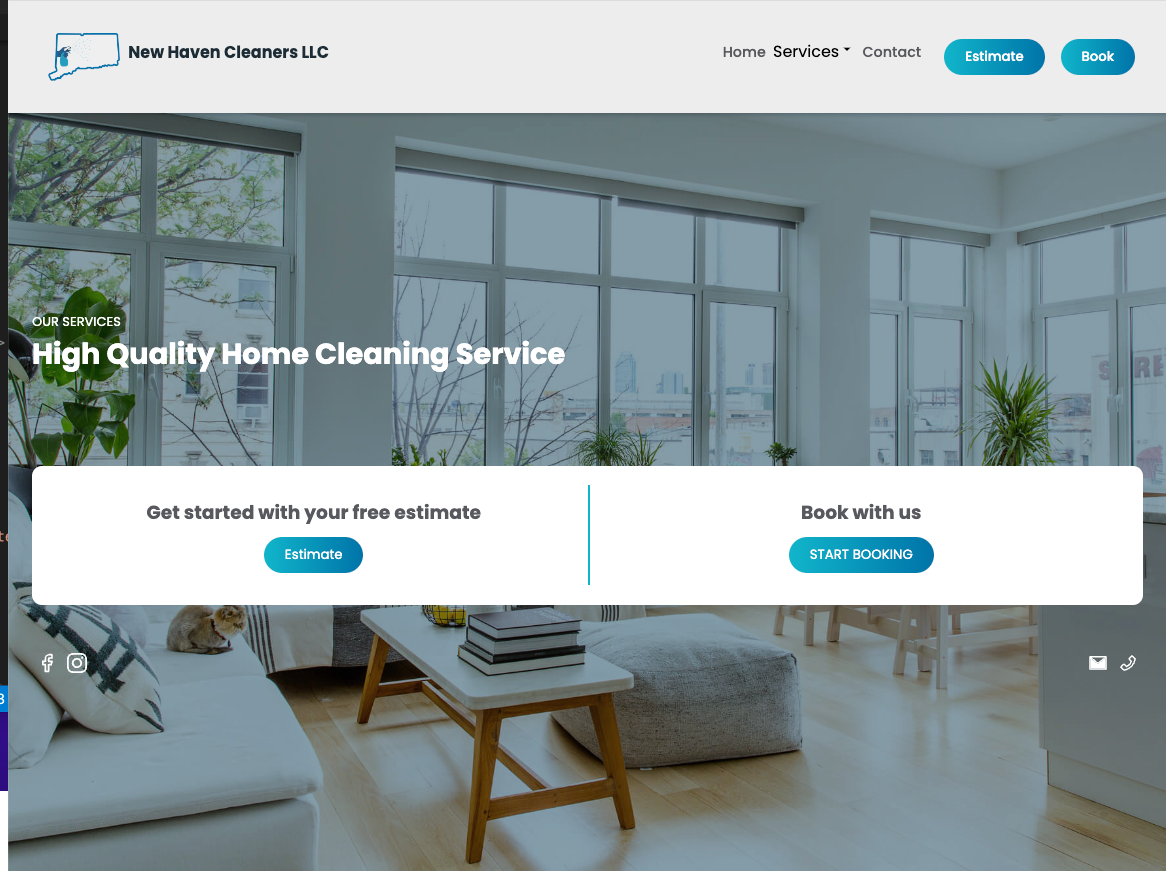 New Haven Cleaners LLC
Home Services Contact Estimate Book
OUR SERVICES
High Quality Home Cleaning Service
Get started with your free estimate
Estimate
Book with us
START BOOKING